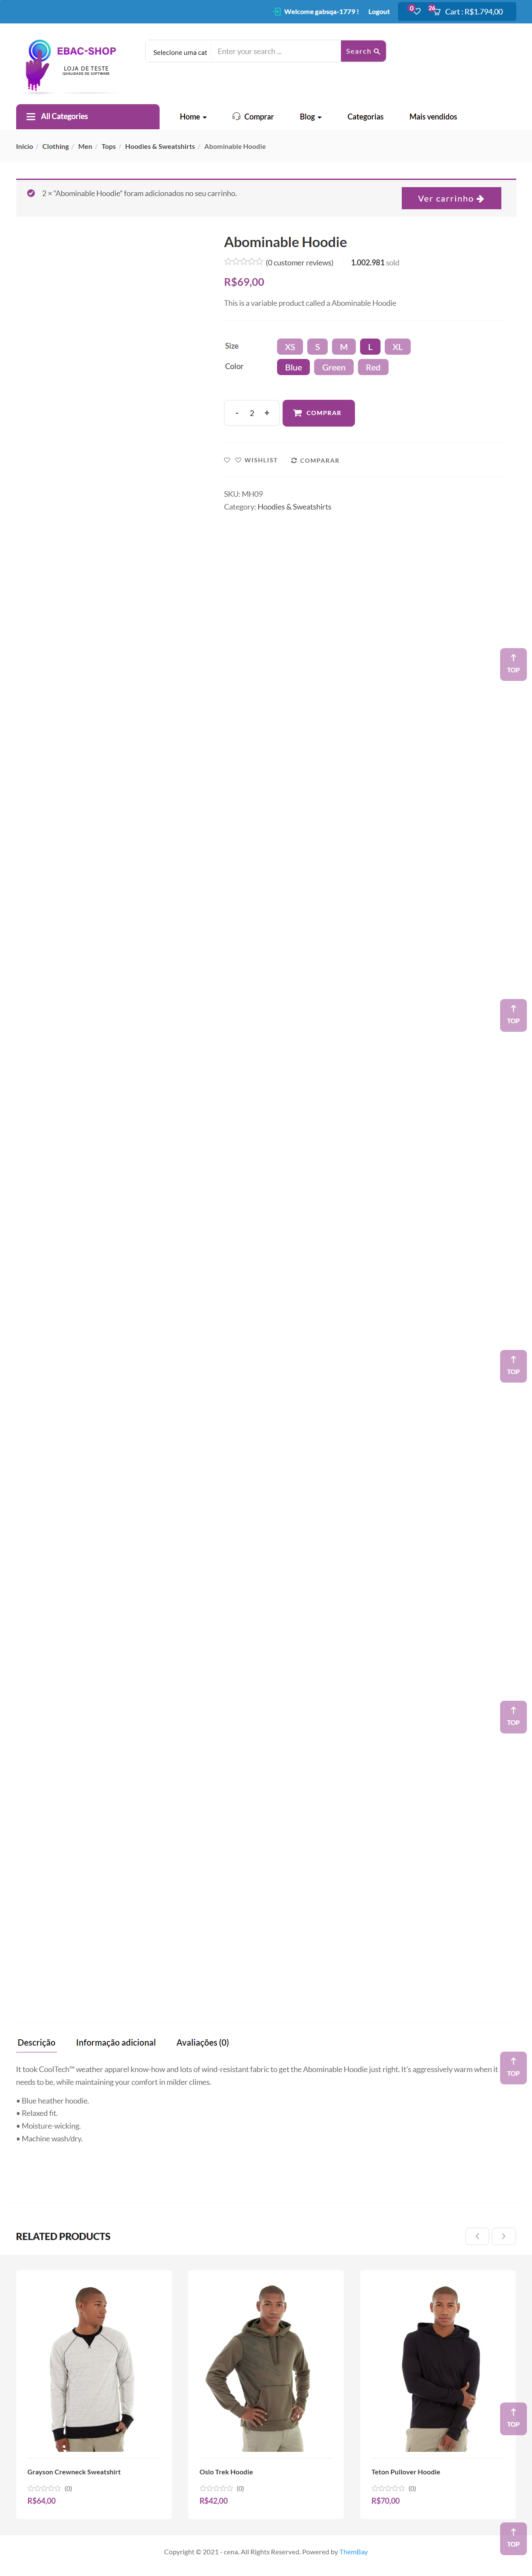 Welcome gabsqa-1779 !
Logout
0
26
Cart : R$1.794,00
EBAC-SHOP
LOJA DE TESTE
QUALIDADE DE SOFTWARE
Selecione uma cat
Enter your search ...
Search
All Categories
Home
Comprar
Blog
Categorias
Mais vendidos
Início / Clothing / Men / Tops / Hoodies & Sweatshirts / Abominable Hoodie
2 × "Abominable Hoodie" foram adicionados no seu carrinho.
Ver carrinho
Abominable Hoodie
(0 customer reviews)
1.002.981 sold
R$69,00
This is a variable product called a Abominable Hoodie
Size
XS
S
M
L
XL
Color
Blue
Green
Red
- 2 +
COMPRAR
WISHLIST
COMPARAR
SKU: MH09
Category: Hoodies & Sweatshirts
TOP
TOP
TOP
TOP
Descrição
Informação adicional
Avaliações (0)
It took CoolTech™ weather apparel know-how and lots of wind-resistant fabric to get the Abominable Hoodie just right. It's aggressively warm when it
needs to be, while maintaining your comfort in milder climes.
TOP
• Blue heather hoodie.
• Relaxed fit.
• Moisture-wicking.
• Machine wash/dry.
RELATED PRODUCTS
TOP
Grayson Crewneck Sweatshirt
(0)
R$64,00
Oslo Trek Hoodie
(0)
R$42,00
Teton Pullover Hoodie
(0)
R$70,00
TOP
Copyright © 2021 - cena. All Rights Reserved. Powered by ThemBay